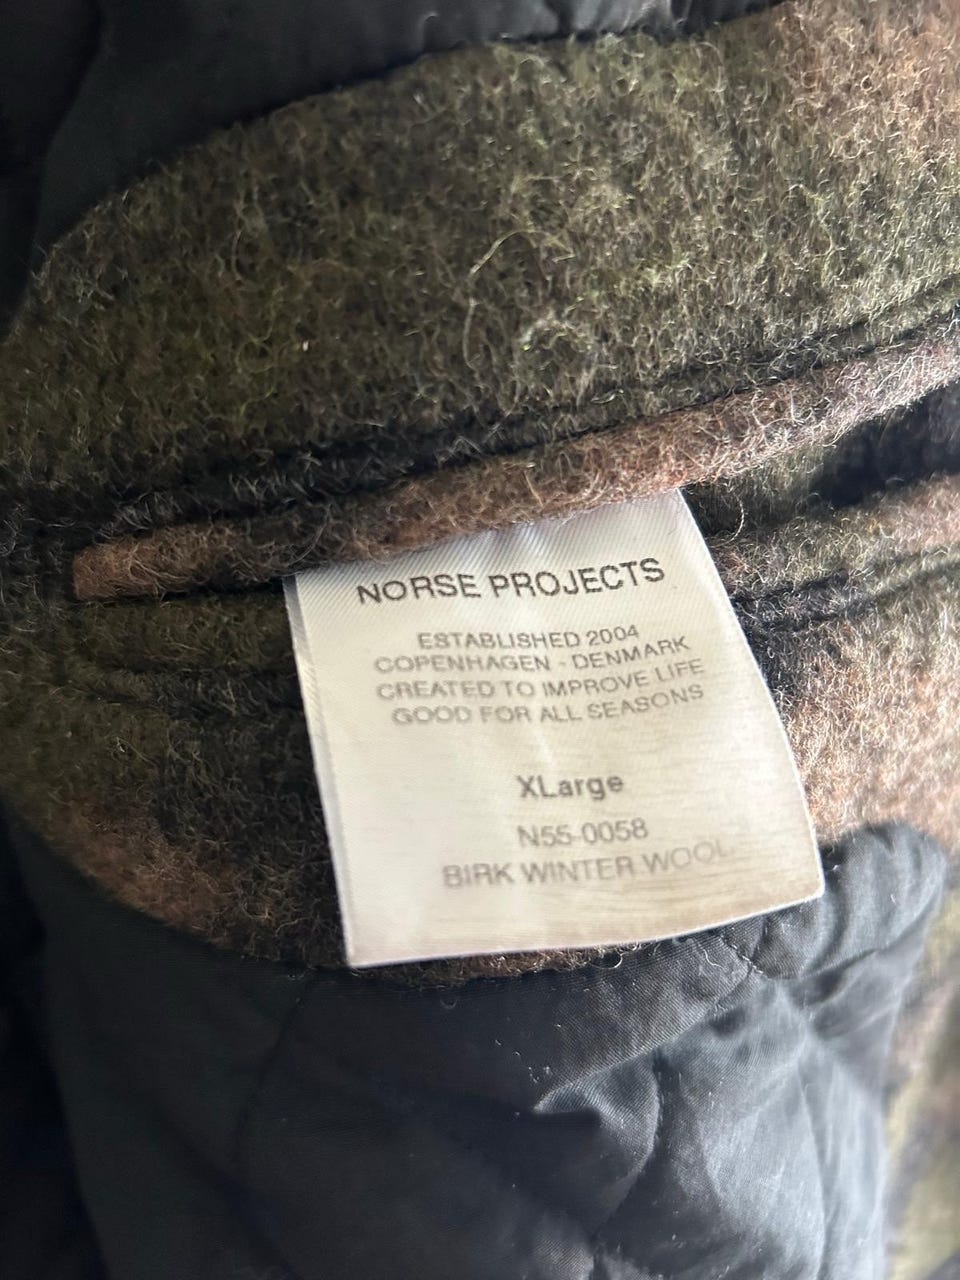 NORSE PROJECTS
ESTABLISHED 2004
COPENHAGEN - DENMARK
CREATED TO IMPROVE LIFE
GOOD FOR ALL SEASONS
XLarge
N55-0058
BIRK WINTER WOOL